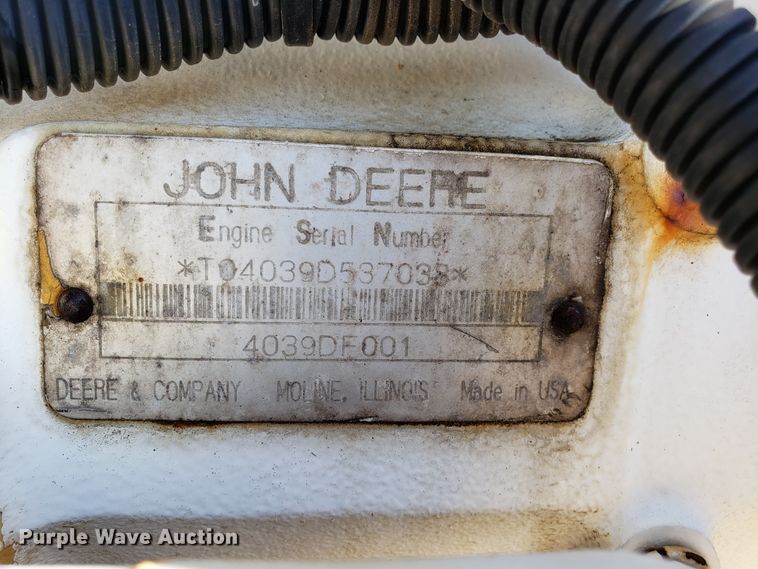 JOHN DEERE
Engine Serial Number
*T04039D537038*
4039DF001
DEERE & COMPANY MOLINE, ILLINOIS Made in USA
Purple Wave Auction